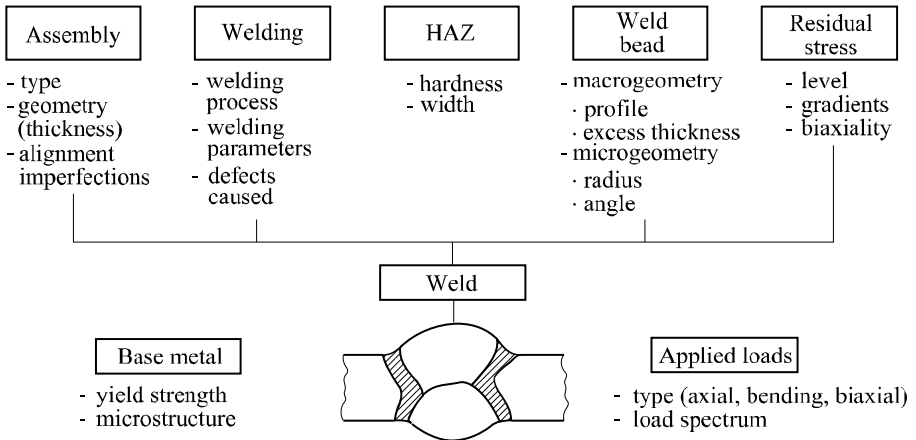 Assembly
- type
- geometry
(thickness)
- alignment
imperfections
Welding
- welding
process
- welding
parameters
- defects
caused
HAZ
- hardness
- width
Weld
bead
- macrogeometry
· profile
· excess thickness
- microgeometry
· radius
· angle
Residual
stress
- level
- gradients
- biaxiality
Weld
Base metal
- yield strength
- microstructure
Applied loads
- type (axial, bending, biaxial)
- load spectrum